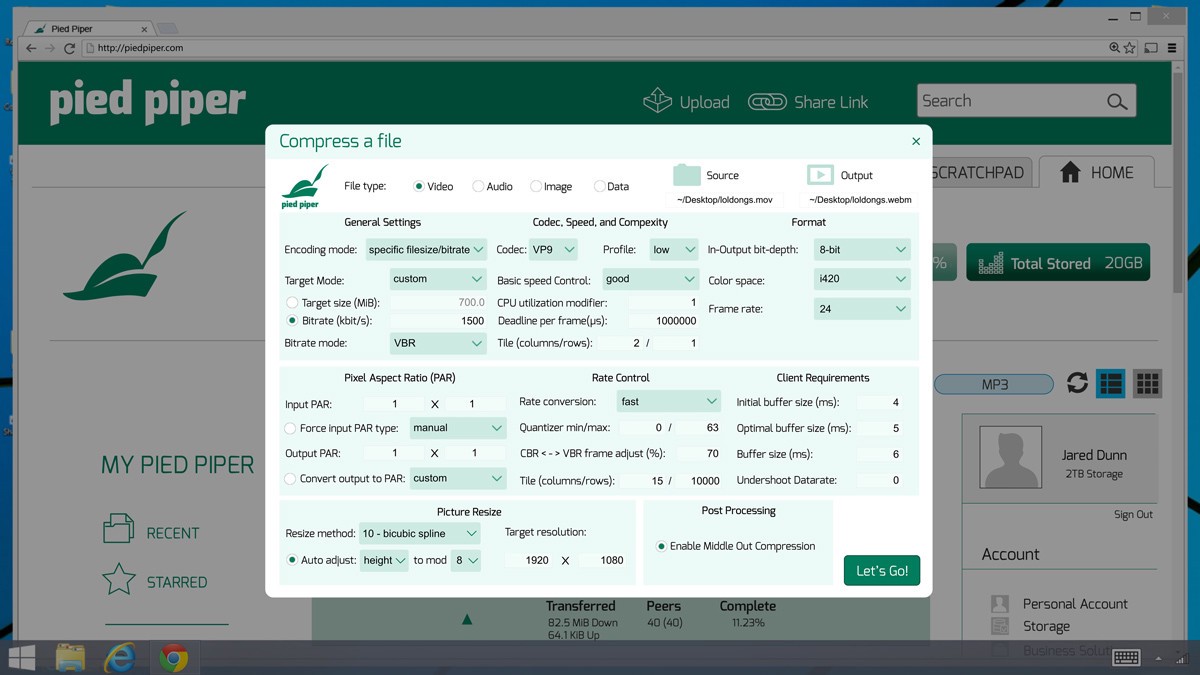 Pied Piper
http://piedpiper.com
pied piper
Upload
Share Link
Search
Compress a file
SCRATCHPAD
HOME
pied piper
File type:
Video
Audio
Image
Data
Source
~/Desktop/loldongs.mov
Output
~/Desktop/loldongs.webm
General Settings
Encoding mode: specific filesize/bitrate
Target Mode: custom
Target size (MiB): 700.0
Bitrate (kbit/s): 1500
Bitrate mode: VBR
Codec, Speed, and Compexity
Codec: VP9 Profile: low
Basic speed Control: good
CPU utilization modifier: 1
Deadline per frame(µs): 1000000
Tile (columns/rows): 2 / 1
Format
In-Output bit-depth: 8-bit
Color space: i420
Frame rate: 24
%
Total Stored 20GB
Pixel Aspect Ratio (PAR)
Input PAR: 1 X 1
Force input PAR type: manual
Output PAR: 1 X 1
Convert output to PAR: custom
Rate Control
Rate conversion: fast
Quantizer min/max: 0 / 63
CBR <-> VBR frame adjust (%): 70
Tile (columns/rows): 15 / 10000
Client Requirements
Initial buffer size (ms): 4
Optimal buffer size (ms): 5
Buffer size (ms): 6
Undershoot Datarate: 0
Picture Resize
Resize method: 10 - bicubic spline
Auto adjust: height to mod 8
Target resolution:
1920 X 1080
Post Processing
Enable Middle Out Compression
Let's Go!
MP3
MY PIED PIPER
RECENT
STARRED
Jared Dunn
2TB Storage
Sign Out
Account
Personal Account
Storage
Business Solut
Transferred
82.5 MiB Down
64.1 KiB Up
Peers
40 (40)
Complete
11.23%